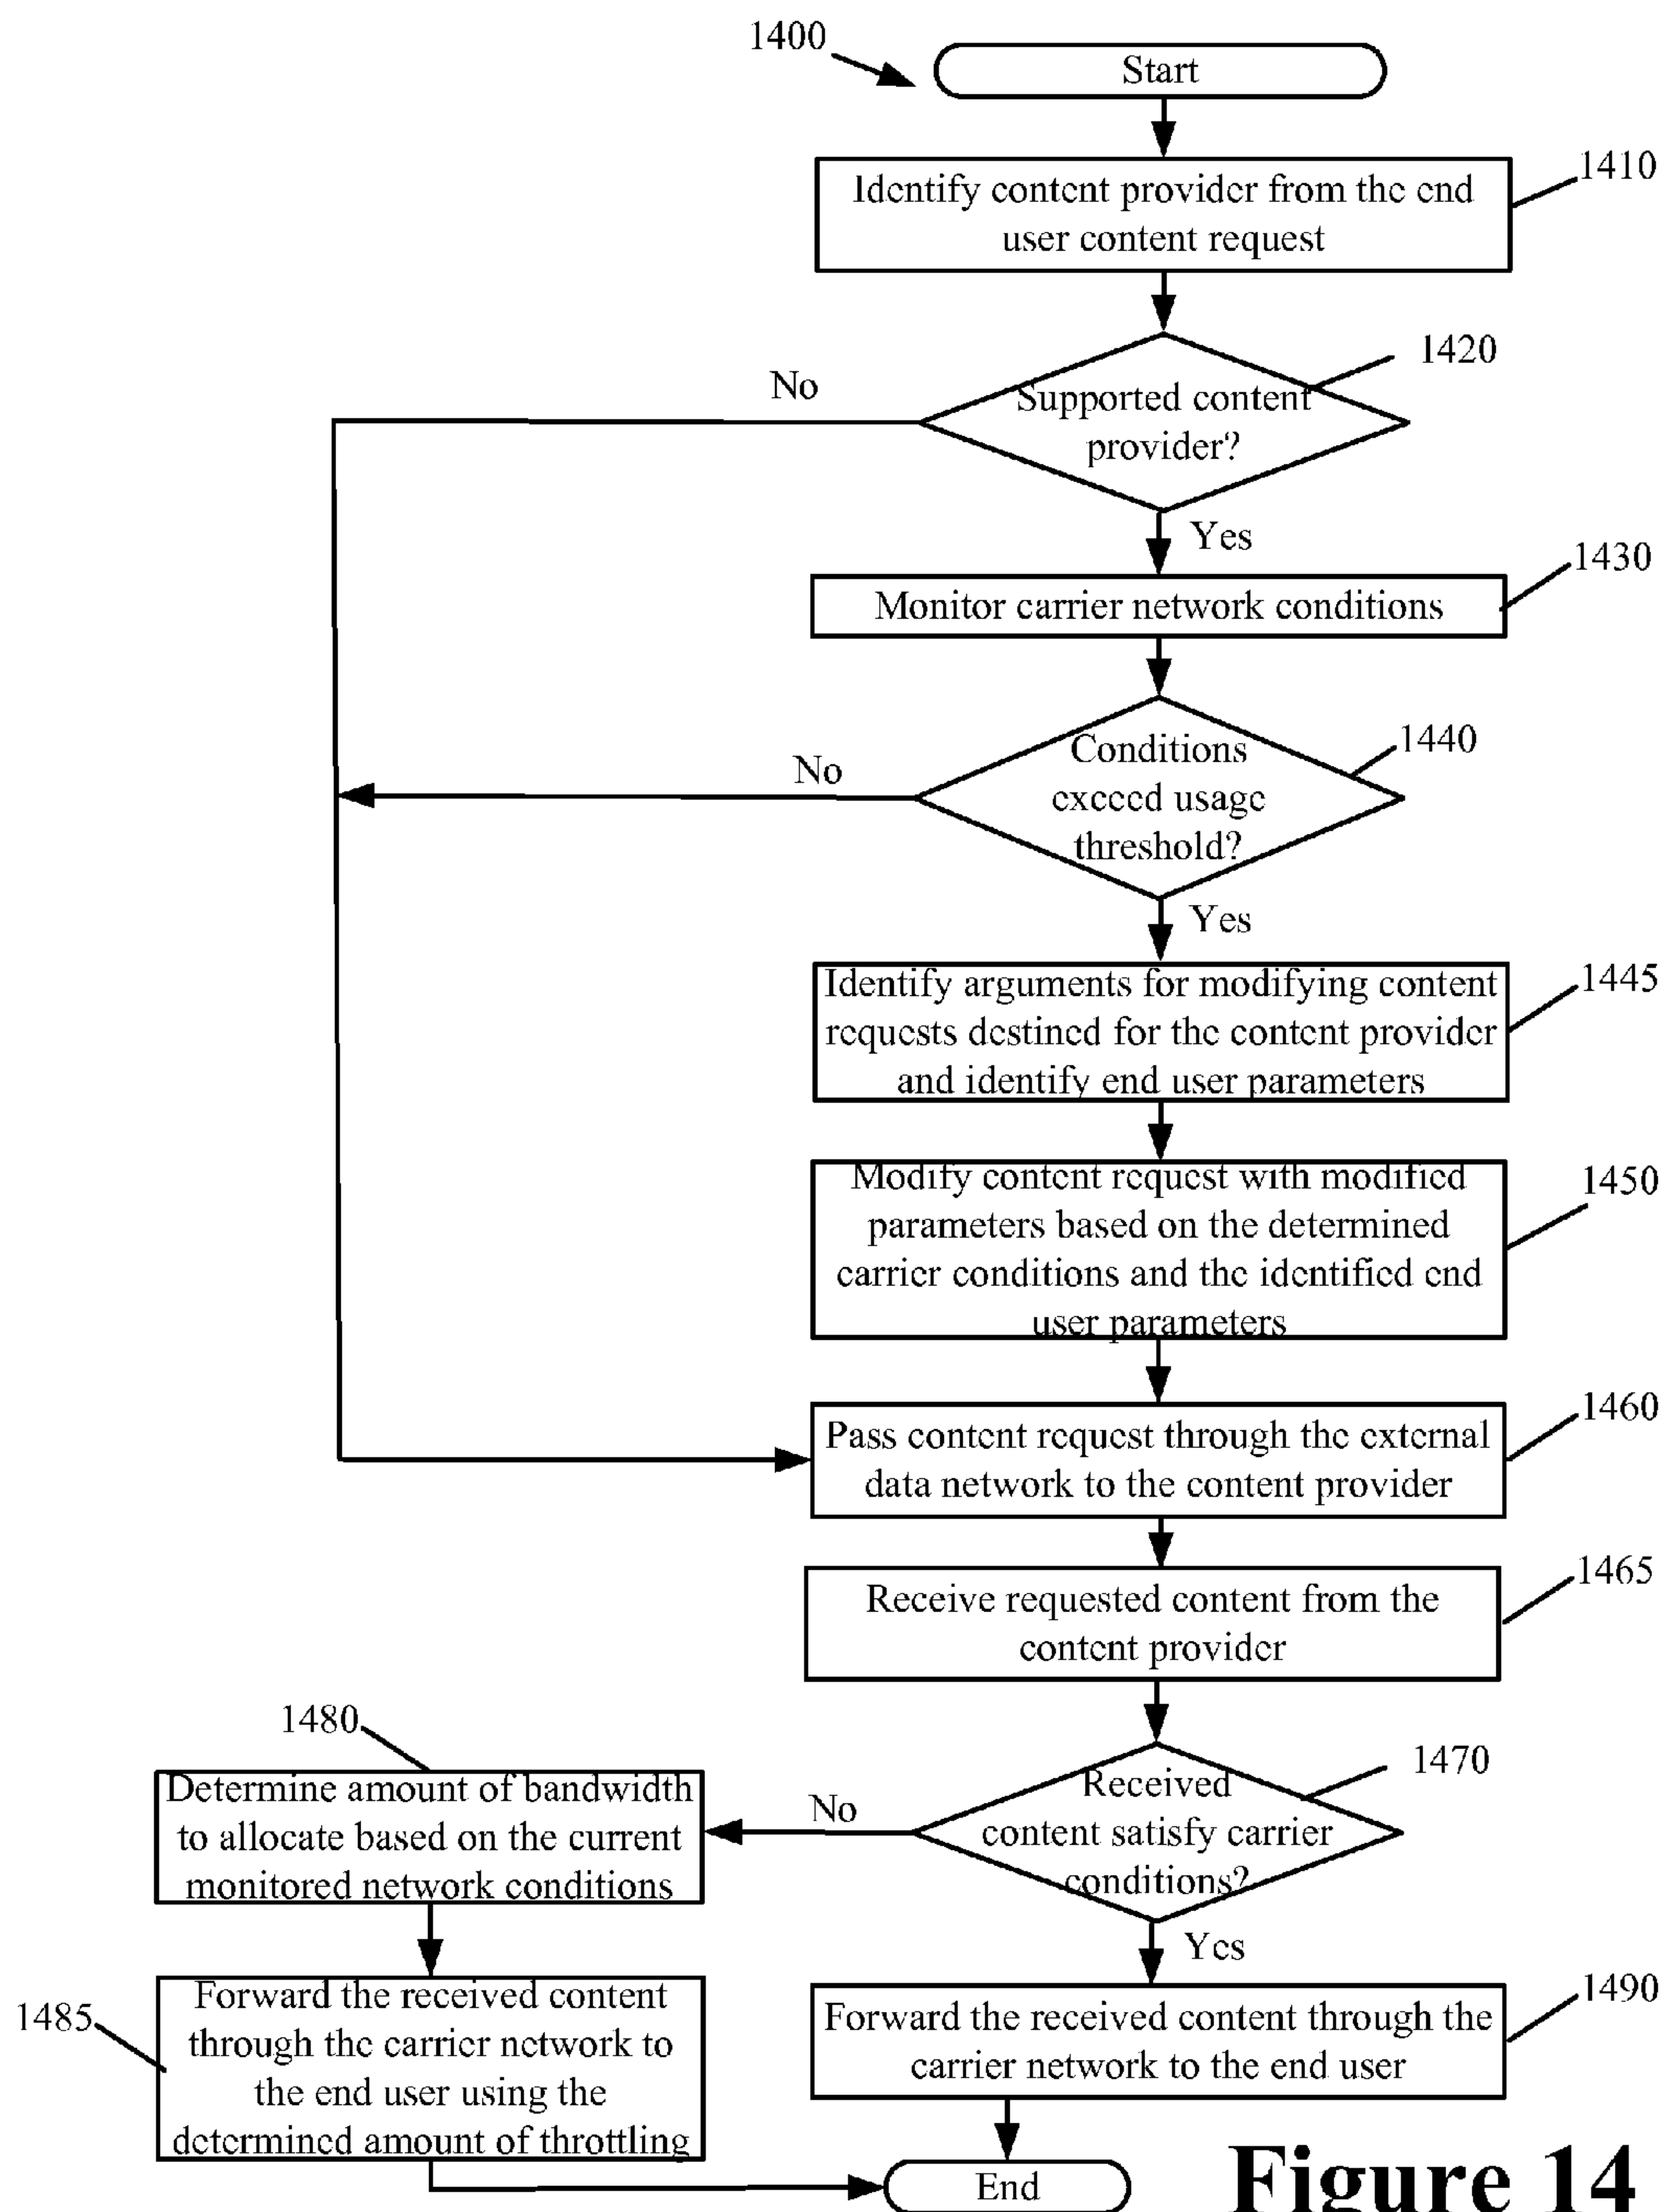 1400
Start
1410
Identify content provider from the end
user content request
1420
No
Supported content
provider?
Yes
1430
Monitor carrier network conditions
1440
No
Conditions
exceed usage
threshold?
Yes
1445
Identify arguments for modifying content
requests destined for the content provider
and identify end user parameters
1450
Modify content request with modified
parameters based on the determined
carrier conditions and the identified end
user parameters
1460
Pass content request through the external
data network to the content provider
1465
Receive requested content from the
content provider
1480
1470
Determine amount of bandwidth
to allocate based on the current
monitored network conditions
No
Received
content satisfy carrier
conditions?
Yes
1485
Forward the received content
through the carrier network to
the end user using the
determined amount of throttling
1490
Forward the received content through the
carrier network to the end user
End
Figure 14